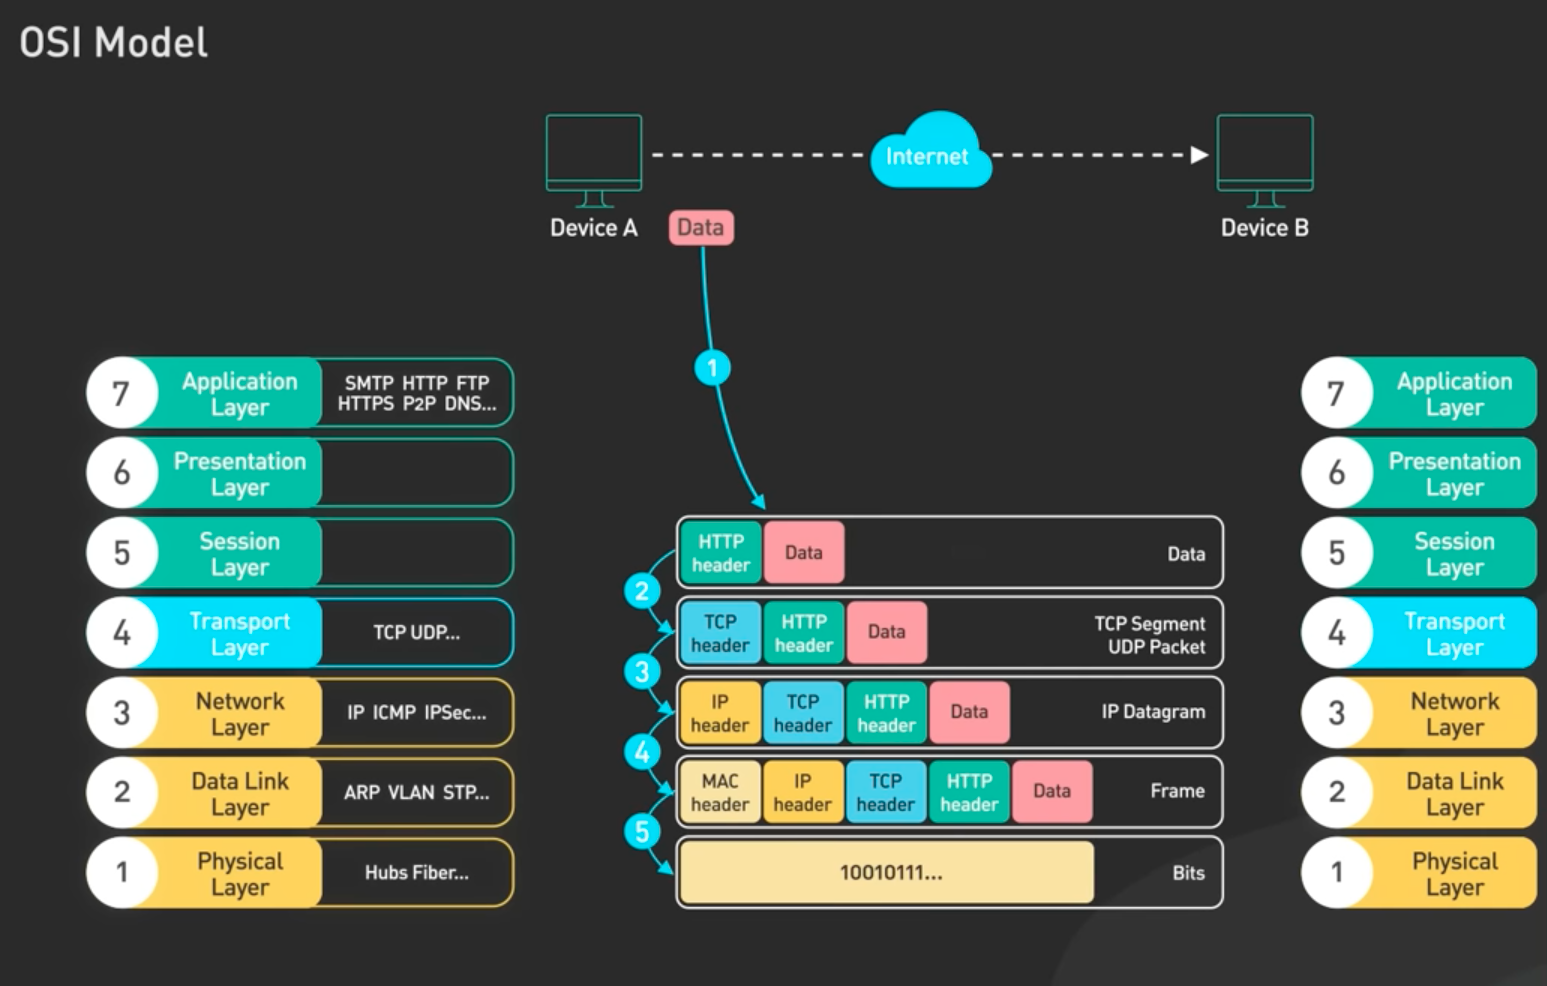 OSI Model
Internet
Device A
Data
Device B
1
7
Application
Layer
SMTP HTTP FTP
HTTPS P2P DNS...
6
Presentation
Layer
5
Session
Layer
4
Transport
Layer
TCP UDP...
3
Network
Layer
IP ICMP IPSec...
2
Data Link
Layer
ARP VLAN STP...
1
Physical
Layer
Hubs Fiber...
HTTP
header
Data
Data
2
TCP
header
HTTP
header
Data
TCP Segment
UDP Packet
3
IP
header
TCP
header
HTTP
header
Data
IP Datagram
4
MAC
header
IP
header
TCP
header
HTTP
header
Data
Frame
5
10010111...
Bits
7
Application
Layer
6
Presentation
Layer
5
Session
Layer
4
Transport
Layer
3
Network
Layer
2
Data Link
Layer
1
Physical
Layer